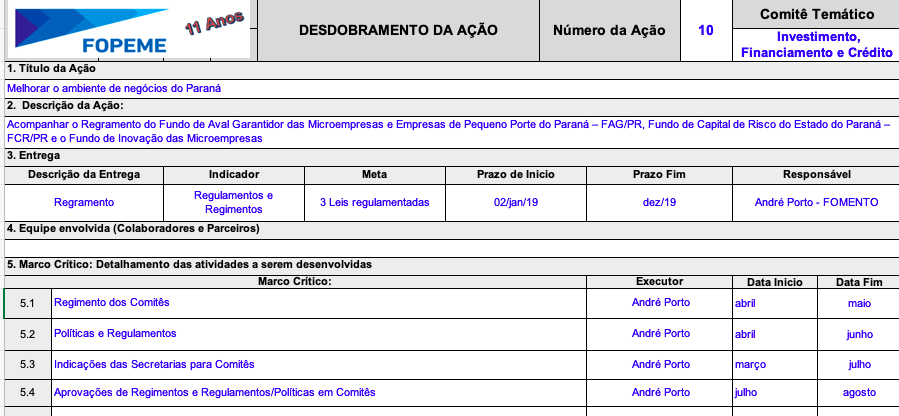 FOPEME
11 Anos
DESDOBRAMENTO DA AÇÃO
Número da Ação
10
Comitê Temático
Investimento,
Financiamento e Crédito
1. Título da Ação
Melhorar o ambiente de negócios do Paraná
2. Descrição da Ação:
Acompanhar o Regramento do Fundo de Aval Garantidor das Microempresas e Empresas de Pequeno Porte do Paraná – FAG/PR, Fundo de Capital de Risco do Estado do Paraná –
FCR/PR e o Fundo de Inovação das Microempresas
3. Entrega
Descrição da Entrega Indicador Meta Prazo de Inicio Prazo Fim Responsável
Regramento Regulamentos e Regimentos 3 Leis regulamentadas 02/jan/19 dez/19 André Porto - FOMENTO
4. Equipe envolvida (Colaboradores e Parceiros)
5. Marco Crítico: Detalhamento das atividades a serem desenvolvidas
Marco Crítico: Executor Data Inicio Data Fim
5.1 Regimento dos Comitês André Porto abril maio
5.2 Políticas e Regulamentos André Porto abril junho
5.3 Indicações das Secretarias para Comitês André Porto março julho
5.4 Aprovações de Regimentos e Regulamentos/Políticas em Comitês André Porto julho agosto